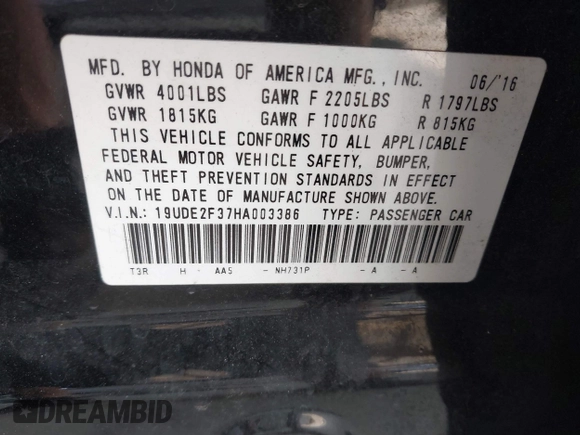 MFD. BY HONDA OF AMERICA MFG., INC. 06/'16
GVWR 4001LBS GAWR F 2205LBS R 1797LBS
GVWR 1815KG GAWR F 1000KG R 815KG
THIS VEHICLE CONFORMS TO ALL APPLICABLE
FEDERAL MOTOR VEHICLE SAFETY, BUMPER,
AND THEFT PREVENTION STANDARDS IN EFFECT
ON THE DATE OF MANUFACTURE SHOWN ABOVE.
V.I.N.: 19UDE2F37HA003386 TYPE: PASSENGER CAR
T3R H - AA5 - NH731P - A - A
DREAMBID